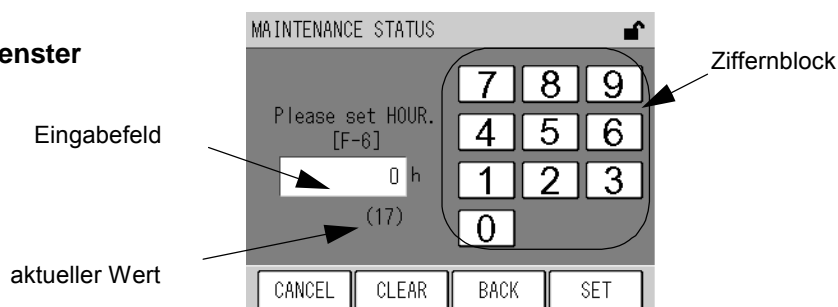 MAINTENANCE STATUS
enster
Ziffernblock
7 8 9
Please set HOUR.
[F-6]
4 5 6
Eingabefeld
0 h
1 2 3
(17)
0
aktueller Wert
CANCEL CLEAR BACK SET